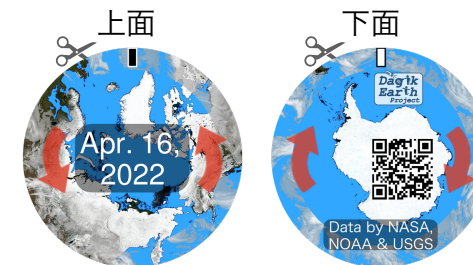 上面
下面
Apr. 16,
2022
Dagik
Earth
Project
Data by NASA,
NOAA & USGS